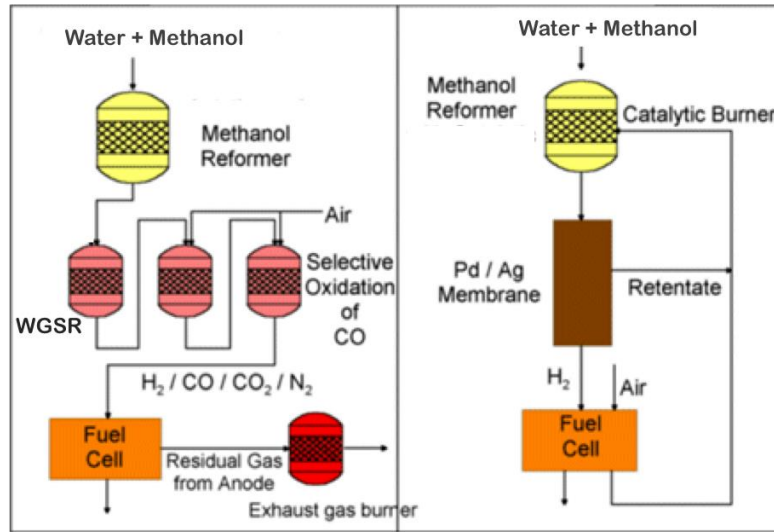 Water + Methanol
Methanol
Reformer
Air
Selective
Oxidation
of
CO
WGSR
H₂ / CO / CO₂ / N₂
Fuel
Cell
Residual Gas
from Anode
Exhaust gas burner
Water + Methanol
Methanol
Reformer
Catalytic Burner
Pd / Ag
Membrane
Retentate
H₂
Air
Fuel
Cell